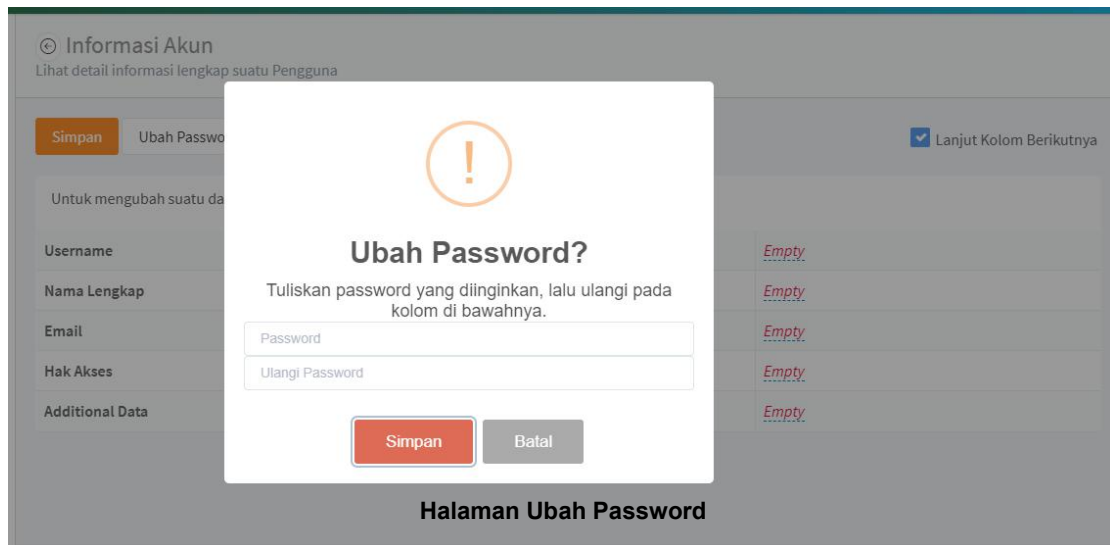 Informasi Akun
Lihat detail informasi lengkap suatu Pengguna
Simpan
Ubah Passwo
Lanjut Kolom Berikutnya
Untuk mengubah suatu da
Username
Empty
Nama Lengkap
Empty
Email
Empty
Hak Akses
Empty
Additional Data
Empty
!
Ubah Password?
Tuliskan password yang diinginkan, lalu ulangi pada
kolom di bawahnya.
Password
Ulangi Password
Simpan
Batal
Halaman Ubah Password